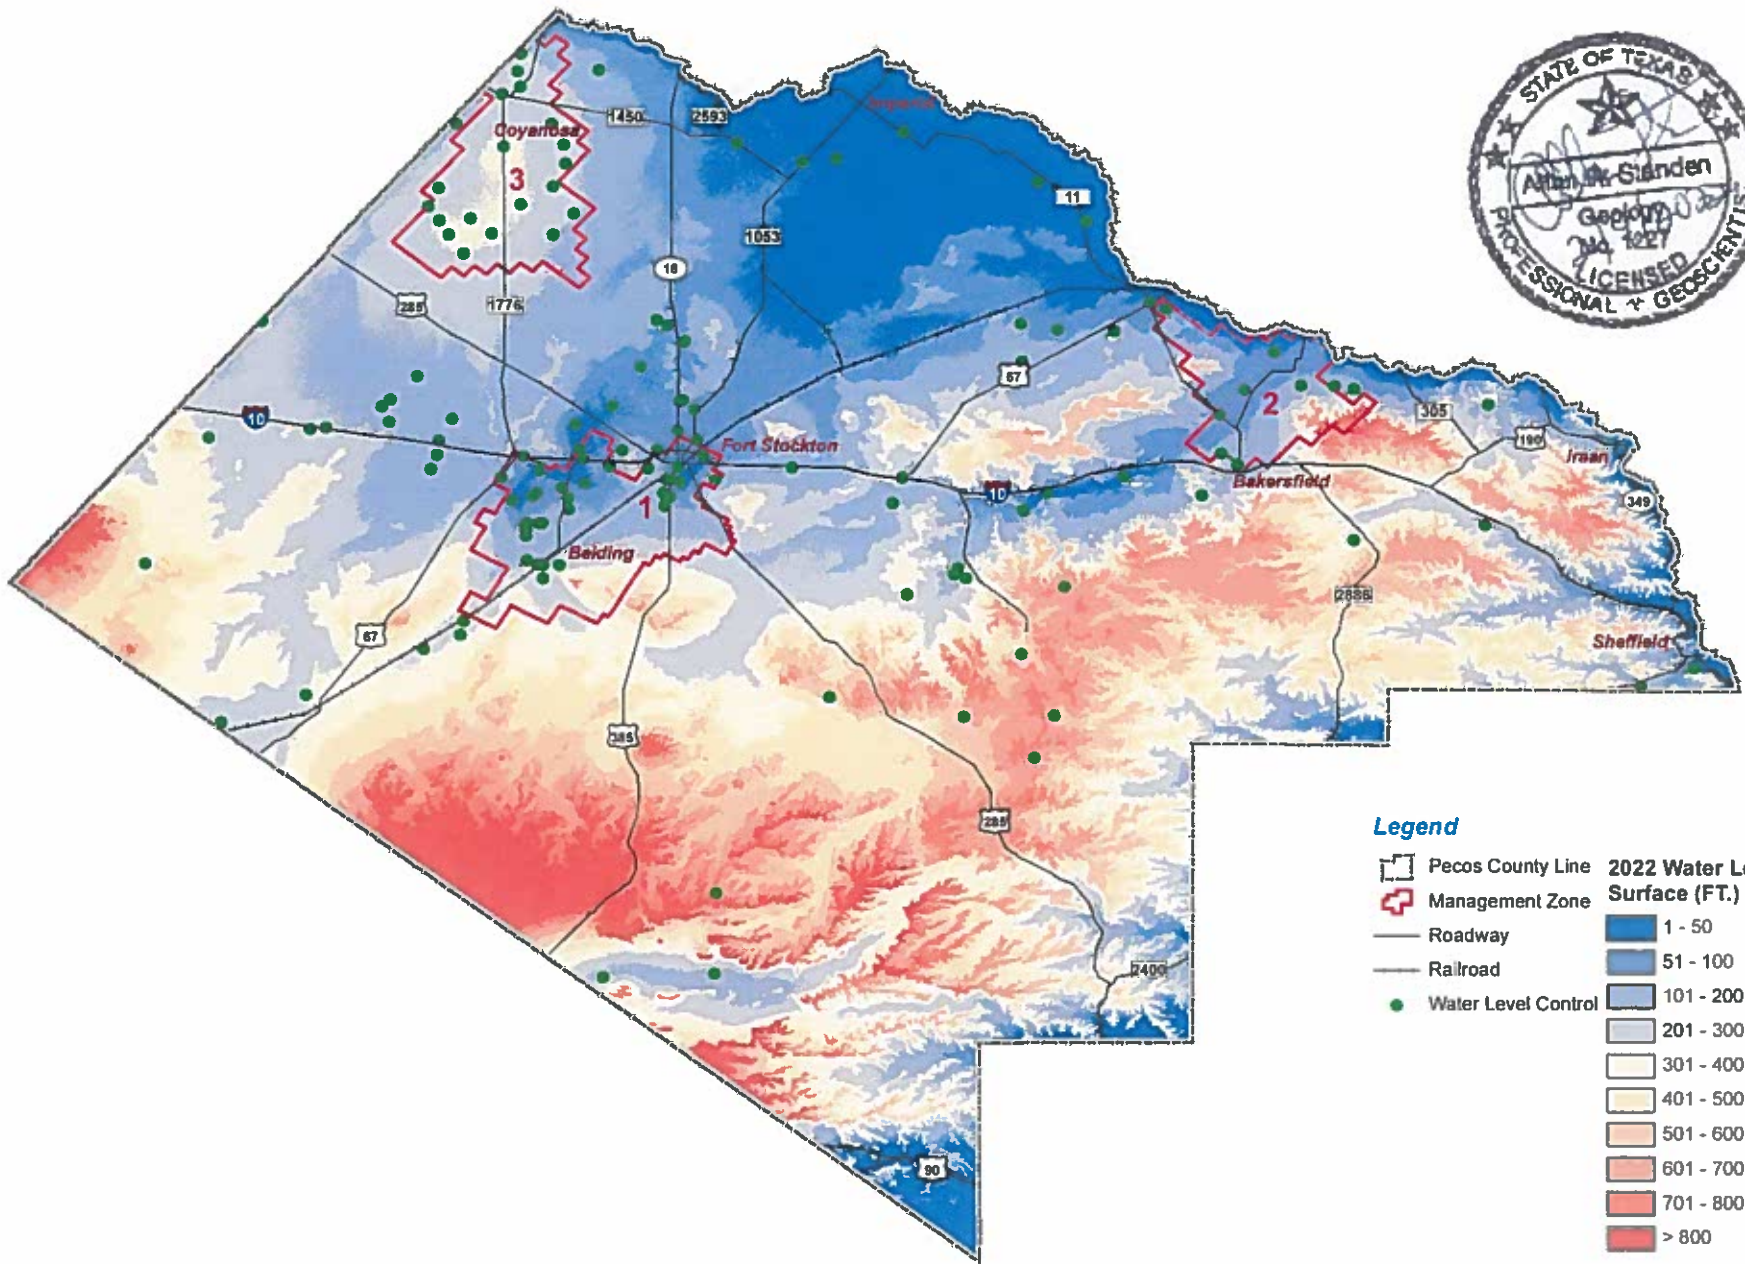 STATE OF TEXAS
Geology
LICENSED
PROFESSIONAL GEOSCIENTIST
Imperial
1450
2593
Coyanosa
3
11
1053
18
285
1776
67
10
2
305
190
Iraan
Fort Stockton
10
Bakersfield
349
1
Belding
2886
67
Sheffield
385
285
2400
90
Legend
Pecos County Line
Management Zone
Roadway
Railroad
Water Level Control
2022 Water Le
Surface (FT.)
1 - 50
51 - 100
101 - 200
201 - 300
301 - 400
401 - 500
501 - 600
601 - 700
701 - 800
> 800